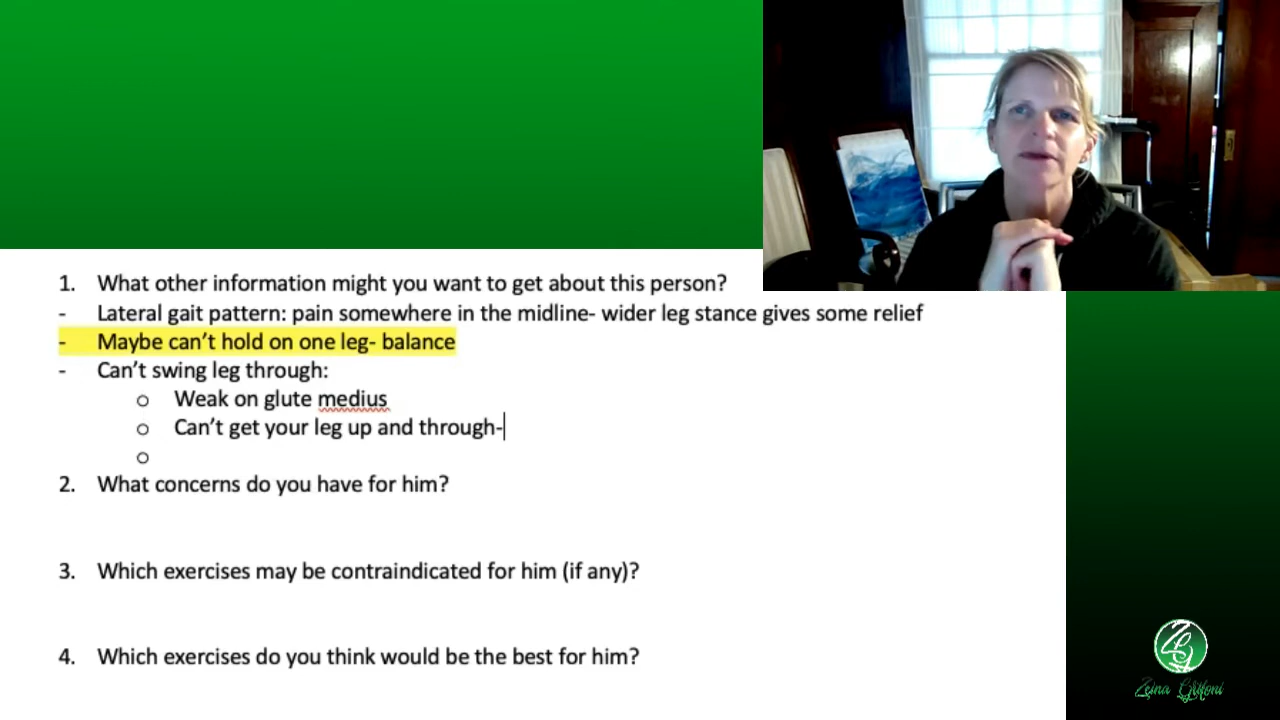 1. What other information might you want to get about this person?
- Lateral gait pattern: pain somewhere in the midline- wider leg stance gives some relief
- Maybe can’t hold on one leg- balance
- Can’t swing leg through:
o Weak on glute medius
o Can’t get your leg up and through-
o
2. What concerns do you have for him?
3. Which exercises may be contraindicated for him (if any)?
4. Which exercises do you think would be the best for him?
ZG
Zeina Grifoni